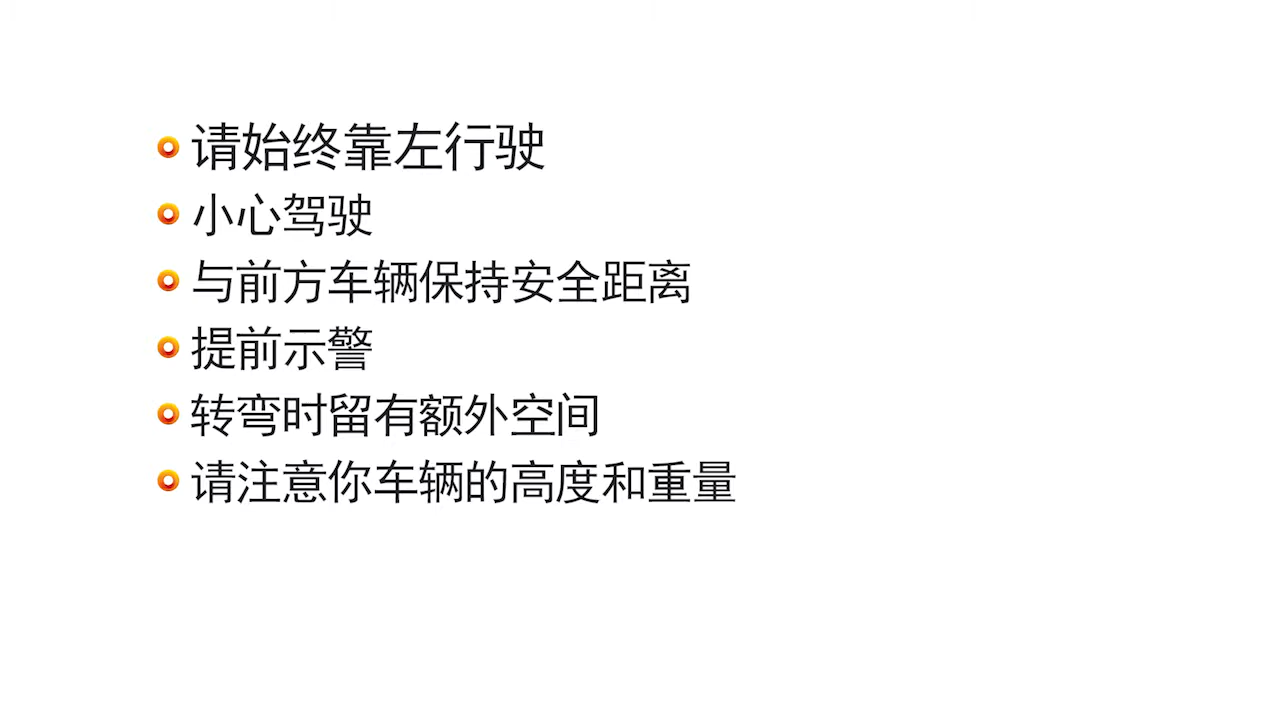 请始终靠左行驶
小心驾驶
与前方车辆保持安全距离
提前示警
转弯时留有额外空间
请注意你车辆的高度和重量